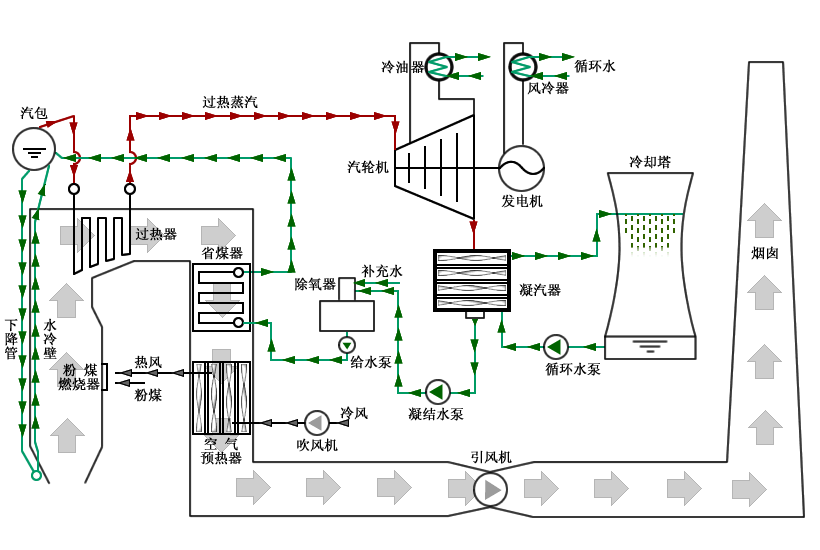 冷油器
循环水
风冷器
过热蒸汽
汽包
汽轮机
发电机
冷却塔
过热器
省煤器
除氧器
补充水
凝汽器
烟囱
下降管
水冷壁
给水泵
循环水泵
热风
粉煤
燃烧器
粉煤
冷风
凝结水泵
吹风机
空气
预热器
引风机